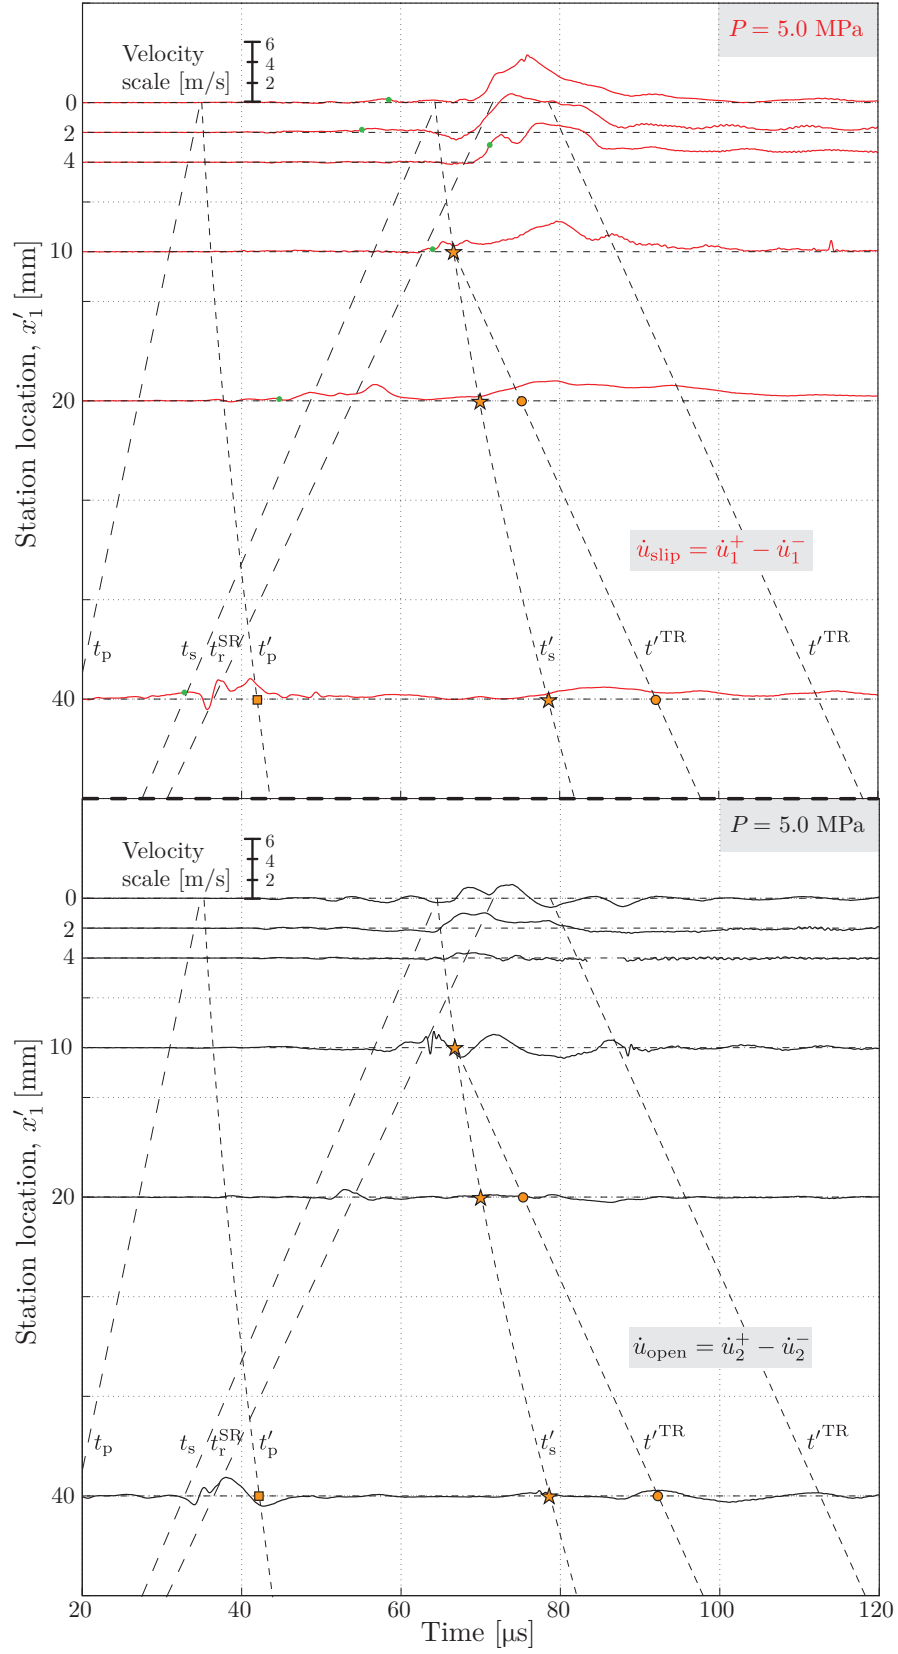 P = 5.0 MPa
Velocity
scale [m/s]
6
4
2
0
2
4
10
20
40
Station location, x′₁ [mm]
u̇slip = u̇₁⁺ − u̇₁⁻
tp
ts
trSR
t′p
t′s
t′TR
t′TR
P = 5.0 MPa
Velocity
scale [m/s]
6
4
2
0
2
4
10
20
40
Station location, x′₁ [mm]
u̇open = u̇₂⁺ − u̇₂⁻
tp
ts
trSR
t′p
t′s
t′TR
t′TR
20
40
60
80
100
120
Time [μs]